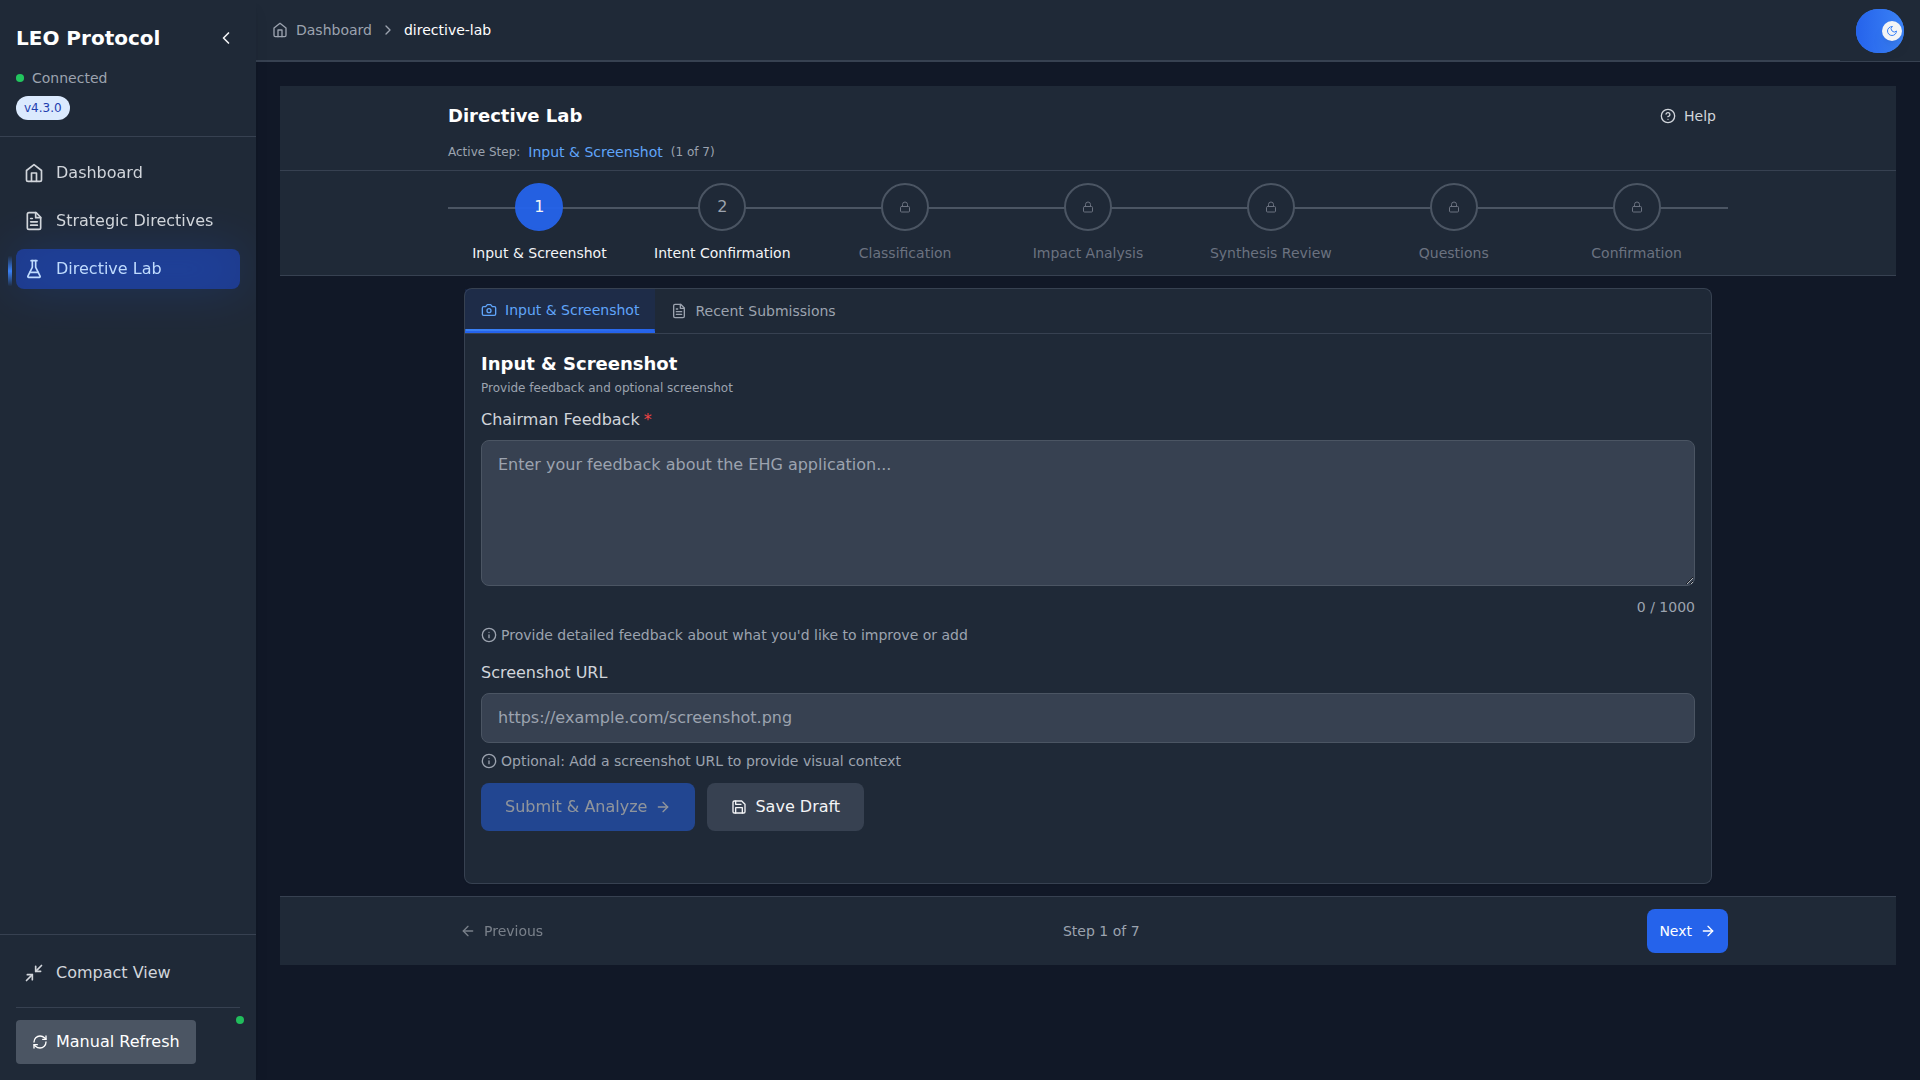 LEO Protocol
Connected
v4.3.0
Dashboard
Strategic Directives
Directive Lab
Compact View
Manual Refresh
Dashboard
directive-lab
Directive Lab
Help
Active Step: Input & Screenshot (1 of 7)
1
2
Input & Screenshot
Intent Confirmation
Classification
Impact Analysis
Synthesis Review
Questions
Confirmation
Input & Screenshot
Recent Submissions
Input & Screenshot
Provide feedback and optional screenshot
Chairman Feedback *
Enter your feedback about the EHG application...
0 / 1000
Provide detailed feedback about what you'd like to improve or add
Screenshot URL
https://example.com/screenshot.png
Optional: Add a screenshot URL to provide visual context
Submit & Analyze
Save Draft
Previous
Step 1 of 7
Next